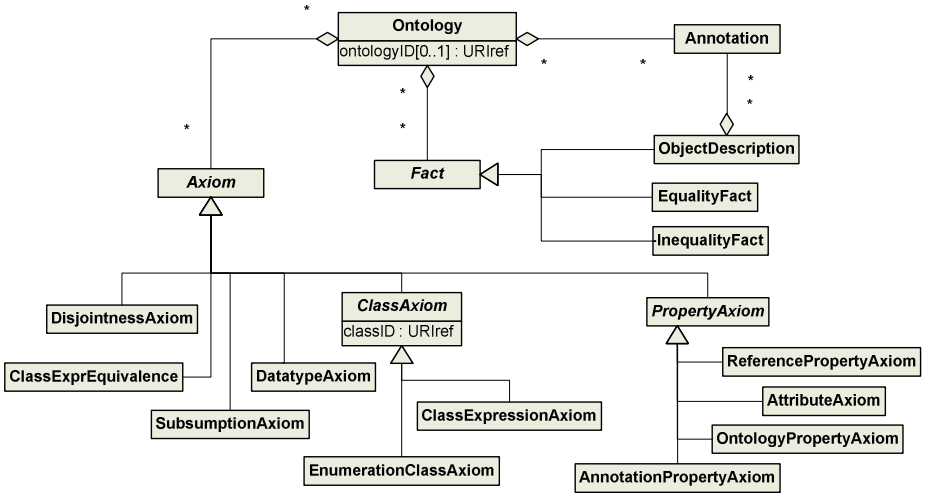 *
Ontology
ontologyID[0..1] : URIref
Annotation
*
*
*
*
*
*
*
Axiom
Fact
ObjectDescription
EqualityFact
InequalityFact
DisjointnessAxiom
ClassAxiom
classID : URIref
PropertyAxiom
ClassExprEquivalence
DatatypeAxiom
ReferencePropertyAxiom
SubsumptionAxiom
ClassExpressionAxiom
AttributeAxiom
OntologyPropertyAxiom
EnumerationClassAxiom
AnnotationPropertyAxiom